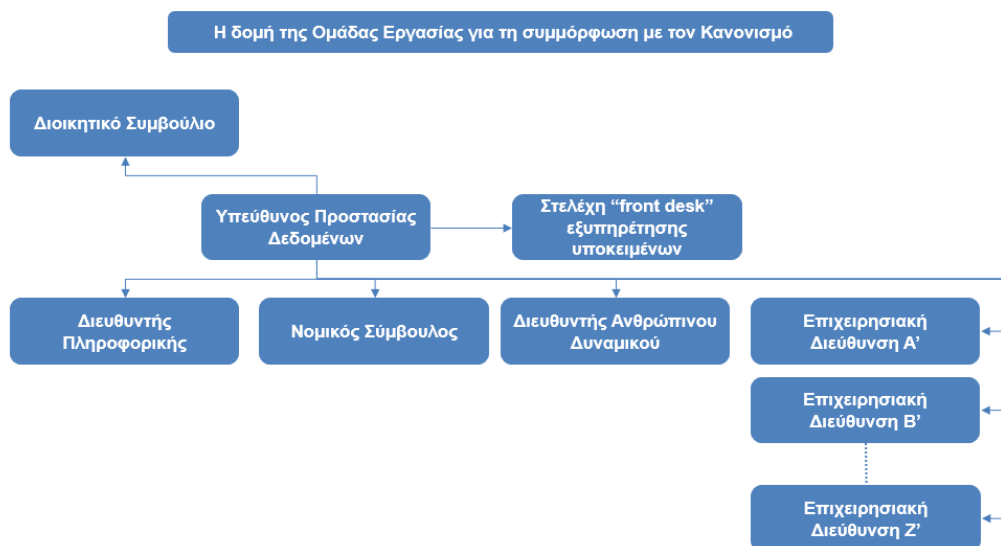 Η δομή της Ομάδας Εργασίας για τη συμμόρφωση με τον Κανονισμό
Διοικητικό Συμβούλιο
Υπεύθυνος Προστασίας
Δεδομένων
Στελέχη “front desk”
εξυπηρέτησης
υποκειμένων
Διευθυντής
Πληροφορικής
Νομικός Σύμβουλος
Διευθυντής Ανθρώπινου
Δυναμικού
Επιχειρησιακή
Διεύθυνση Α’
Επιχειρησιακή
Διεύθυνση Β’
Επιχειρησιακή
Διεύθυνση Ζ’